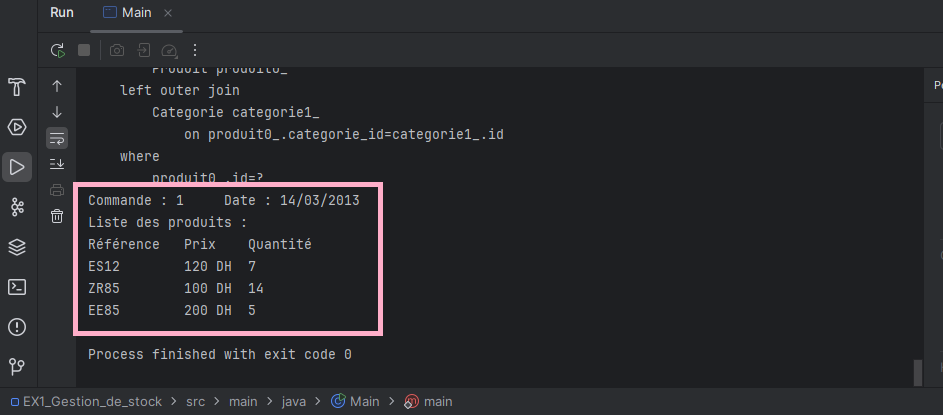 Run Main
Produit produit0_
left outer join
Categorie categorie1_
on produit0_.categorie_id=categorie1_.id
where
produit0_.id=?
Commande : 1 Date : 14/03/2013
Liste des produits :
Référence Prix Quantité
ES12 120 DH 7
ZR85 100 DH 14
EE85 200 DH 5
Process finished with exit code 0
EX1_Gestion_de_stock > src > main > java > Main > main